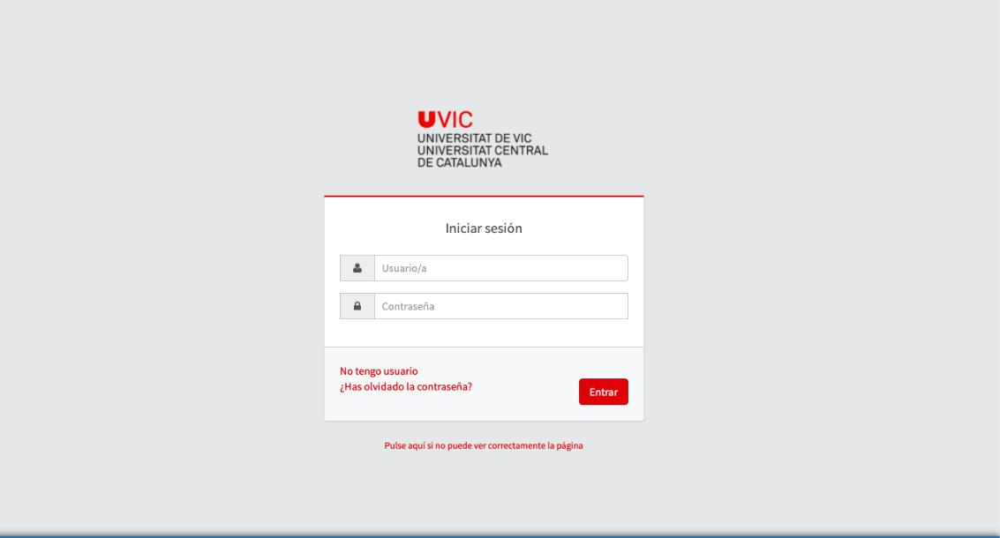 UVIC
UNIVERSITAT DE VIC
UNIVERSITAT CENTRAL
DE CATALUNYA
Iniciar sesión
Usuario/a
Contraseña
No tengo usuario
¿Has olvidado la contraseña?
Entrar
Pulse aquí si no puede ver correctamente la página